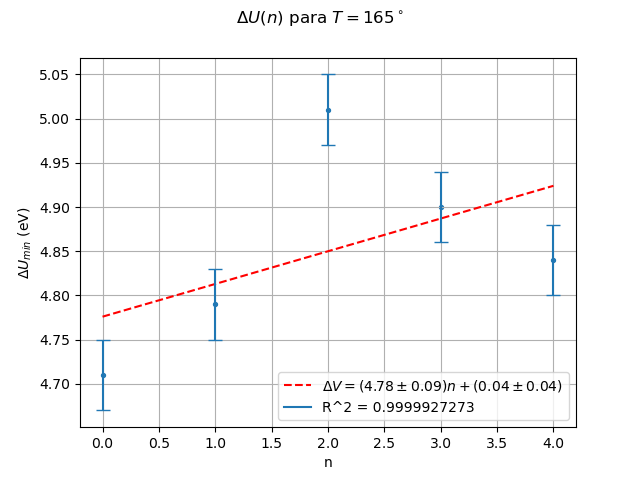 ΔU(n) para T = 165°
5.05
5.00
4.95
4.90
4.85
4.80
4.75
4.70
ΔU_{min} (eV)
0.0 0.5 1.0 1.5 2.0 2.5 3.0 3.5 4.0
n
ΔV = (4.78 ± 0.09)n + (0.04 ± 0.04)
R^2 = 0.9999927273